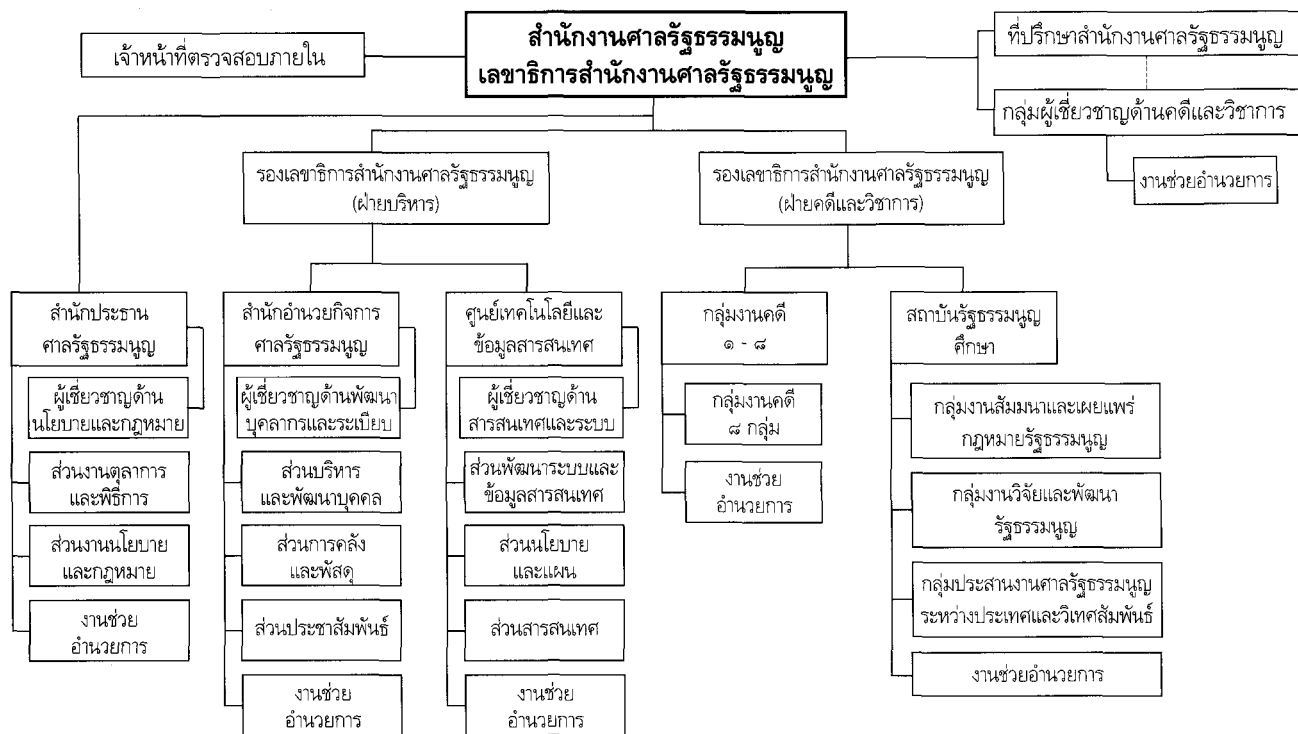 สำนักงานศาลรัฐธรรมนูญ
เลขาธิการสำนักงานศาลรัฐธรรมนูญ
เจ้าหน้าที่ตรวจสอบภายใน
ที่ปรึกษาสำนักงานศาลรัฐธรรมนูญ
กลุ่มผู้เชี่ยวชาญด้านคดีและวิชาการ
งานช่วยอำนวยการ
รองเลขาธิการสำนักงานศาลรัฐธรรมนูญ
(ฝ่ายบริหาร)
รองเลขาธิการสำนักงานศาลรัฐธรรมนูญ
(ฝ่ายคดีและวิชาการ)
สำนักประธาน
ศาลรัฐธรรมนูญ
ผู้เชี่ยวชาญด้าน
นโยบายและกฎหมาย
ส่วนงานตุลาการ
และพิธีการ
ส่วนงานนโยบาย
และกฎหมาย
งานช่วย
อำนวยการ
สำนักอำนวยกิจการ
ศาลรัฐธรรมนูญ
ผู้เชี่ยวชาญด้านพัฒนา
บุคลากรและระเบียบ
ส่วนบริหาร
และพัฒนาบุคคล
ส่วนการคลัง
และพัสดุ
ส่วนประชาสัมพันธ์
งานช่วย
อำนวยการ
ศูนย์เทคโนโลยีและ
ข้อมูลสารสนเทศ
ผู้เชี่ยวชาญด้าน
สารสนเทศและระบบ
ส่วนพัฒนาระบบและ
ข้อมูลสารสนเทศ
ส่วนนโยบาย
และแผน
ส่วนสารสนเทศ
งานช่วย
อำนวยการ
กลุ่มงานคดี
๑ - ๘
กลุ่มงานคดี
๘ กลุ่ม
งานช่วย
อำนวยการ
สถาบันรัฐธรรมนูญ
ศึกษา
กลุ่มงานสัมมนาและเผยแพร่
กฎหมายรัฐธรรมนูญ
กลุ่มงานวิจัยและพัฒนา
รัฐธรรมนูญ
กลุ่มประสานงานศาลรัฐธรรมนูญ
ระหว่างประเทศและวิเทศสัมพันธ์
งานช่วยอำนวยการ